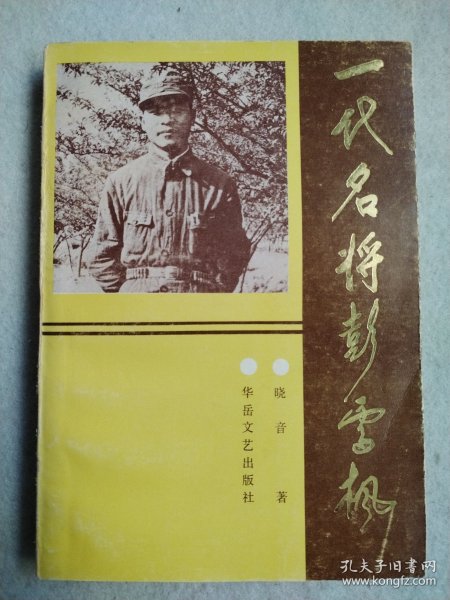 一代名将彭雪枫
晓音 著
华岳文艺出版社
孔夫子旧书网
www.kongfz.com